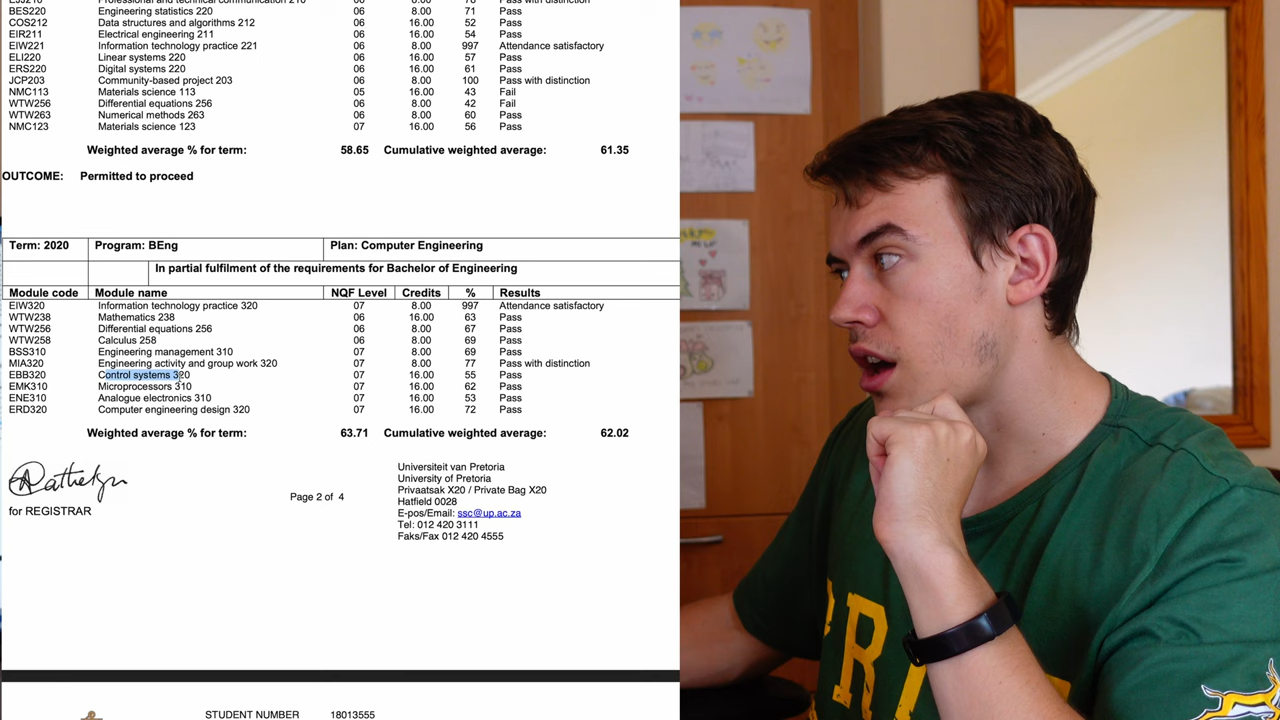 BES220 Engineering statistics 220 06 8.00 71 Pass
COS212 Data structures and algorithms 212 06 16.00 52 Pass
EIR211 Electrical engineering 211 06 16.00 54 Pass
EIW221 Information technology practice 221 06 8.00 997 Attendance satisfactory
ELI220 Linear systems 220 06 16.00 57 Pass
ERS220 Digital systems 220 06 16.00 61 Pass
JCP203 Community-based project 203 06 8.00 100 Pass with distinction
NMC113 Materials science 113 05 16.00 43 Fail
WTW256 Differential equations 256 06 8.00 42 Fail
WTW263 Numerical methods 263 06 8.00 60 Pass
NMC123 Materials science 123 07 16.00 56 Pass
Weighted average % for term: 58.65 Cumulative weighted average: 61.35
OUTCOME: Permitted to proceed
Term: 2020 Program: BEng Plan: Computer Engineering
In partial fulfilment of the requirements for Bachelor of Engineering
Module code Module name NQF Level Credits % Results
EIW320 Information technology practice 320 07 8.00 997 Attendance satisfactory
WTW238 Mathematics 238 06 16.00 63 Pass
WTW256 Differential equations 256 06 8.00 67 Pass
WTW258 Calculus 258 06 8.00 69 Pass
BSS310 Engineering management 310 07 8.00 69 Pass
MIA320 Engineering activity and group work 320 07 8.00 77 Pass with distinction
EBB320 Control systems 320 07 16.00 55 Pass
EMK310 Microprocessors 310 07 16.00 62 Pass
ENE310 Analogue electronics 310 07 16.00 53 Pass
ERD320 Computer engineering design 320 07 16.00 72 Pass
Weighted average % for term: 63.71 Cumulative weighted average: 62.02
for REGISTRAR
Page 2 of 4
Universiteit van Pretoria
University of Pretoria
Privaatsak X20 / Private Bag X20
Hatfield 0028
E-pos/Email: ssc@up.ac.za
Tel: 012 420 3111
Faks/Fax 012 420 4555
STUDENT NUMBER 18013555